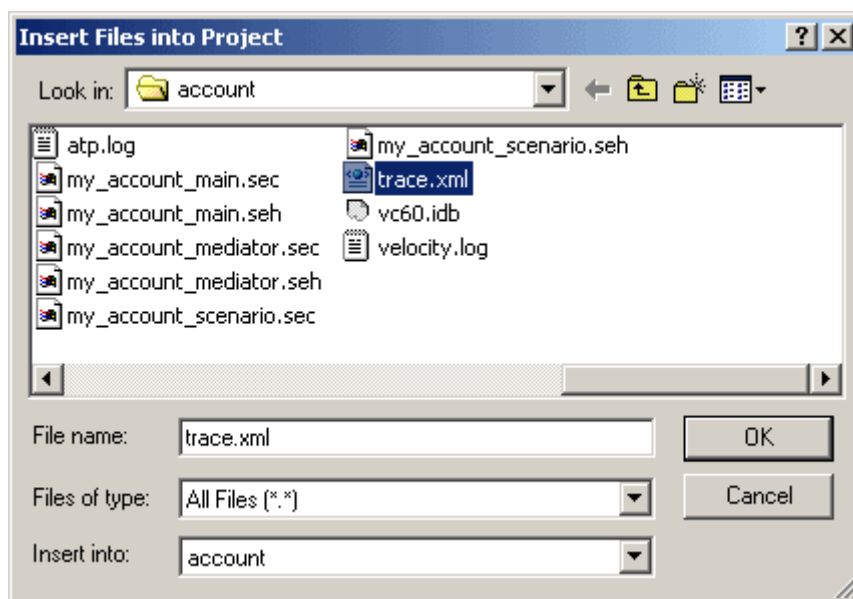 Insert Files into Project
Look in: account
atp.log
my_account_main.sec
my_account_main.seh
my_account_mediator.sec
my_account_mediator.seh
my_account_scenario.sec
my_account_scenario.seh
trace.xml
vc60.idb
velocity.log
File name: trace.xml OK
Files of type: All Files (*.*) Cancel
Insert into: account